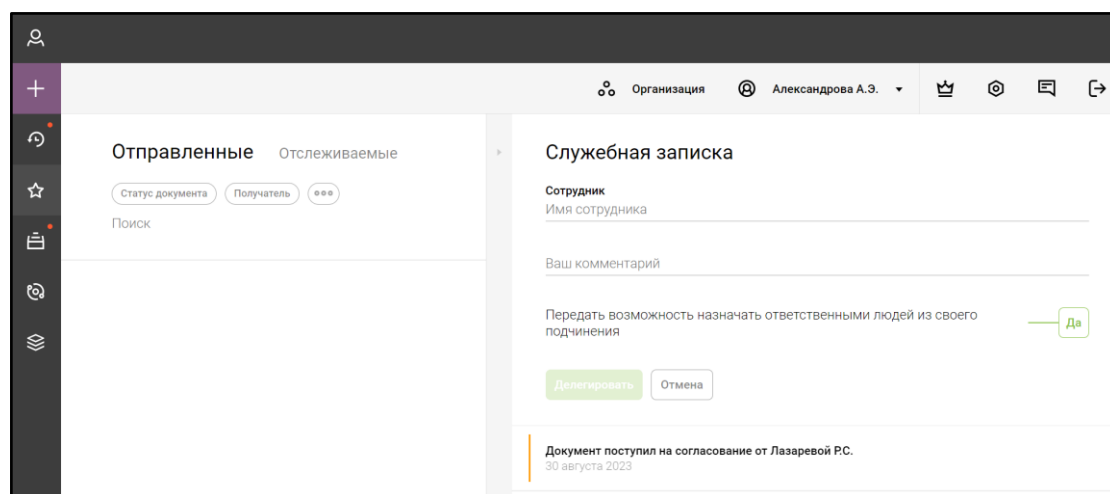 Организация Александрова А.Э.
Отправленные Отслеживаемые
Статус документа Получатель
Поиск
Служебная записка
Сотрудник
Имя сотрудника
Ваш комментарий
Передать возможность назначать ответственными людей из своего
подчинения
Да
Делегировать Отмена
Документ поступил на согласование от Лазаревой Р.С.
30 августа 2023